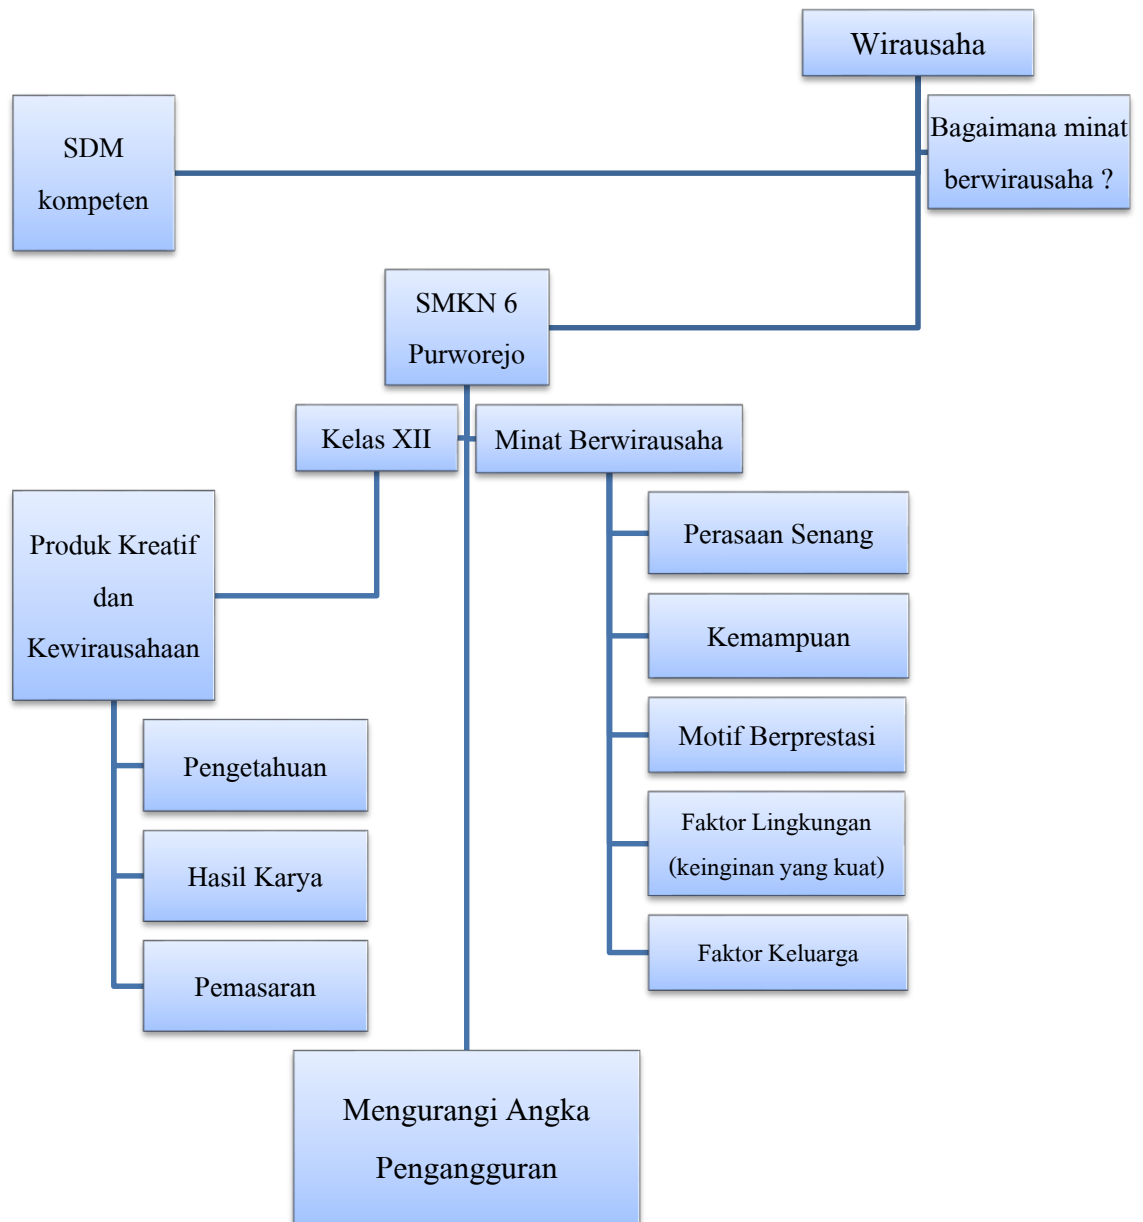 Wirausaha
Bagaimana minat
berwirausaha ?
SDM
kompeten
SMKN 6
Purworejo
Kelas XII
Minat Berwirausaha
Produk Kreatif
dan
Kewirausahaan
Pengetahuan
Hasil Karya
Pemasaran
Perasaan Senang
Kemampuan
Motif Berprestasi
Faktor Lingkungan
(keinginan yang kuat)
Faktor Keluarga
Mengurangi Angka
Pengangguran